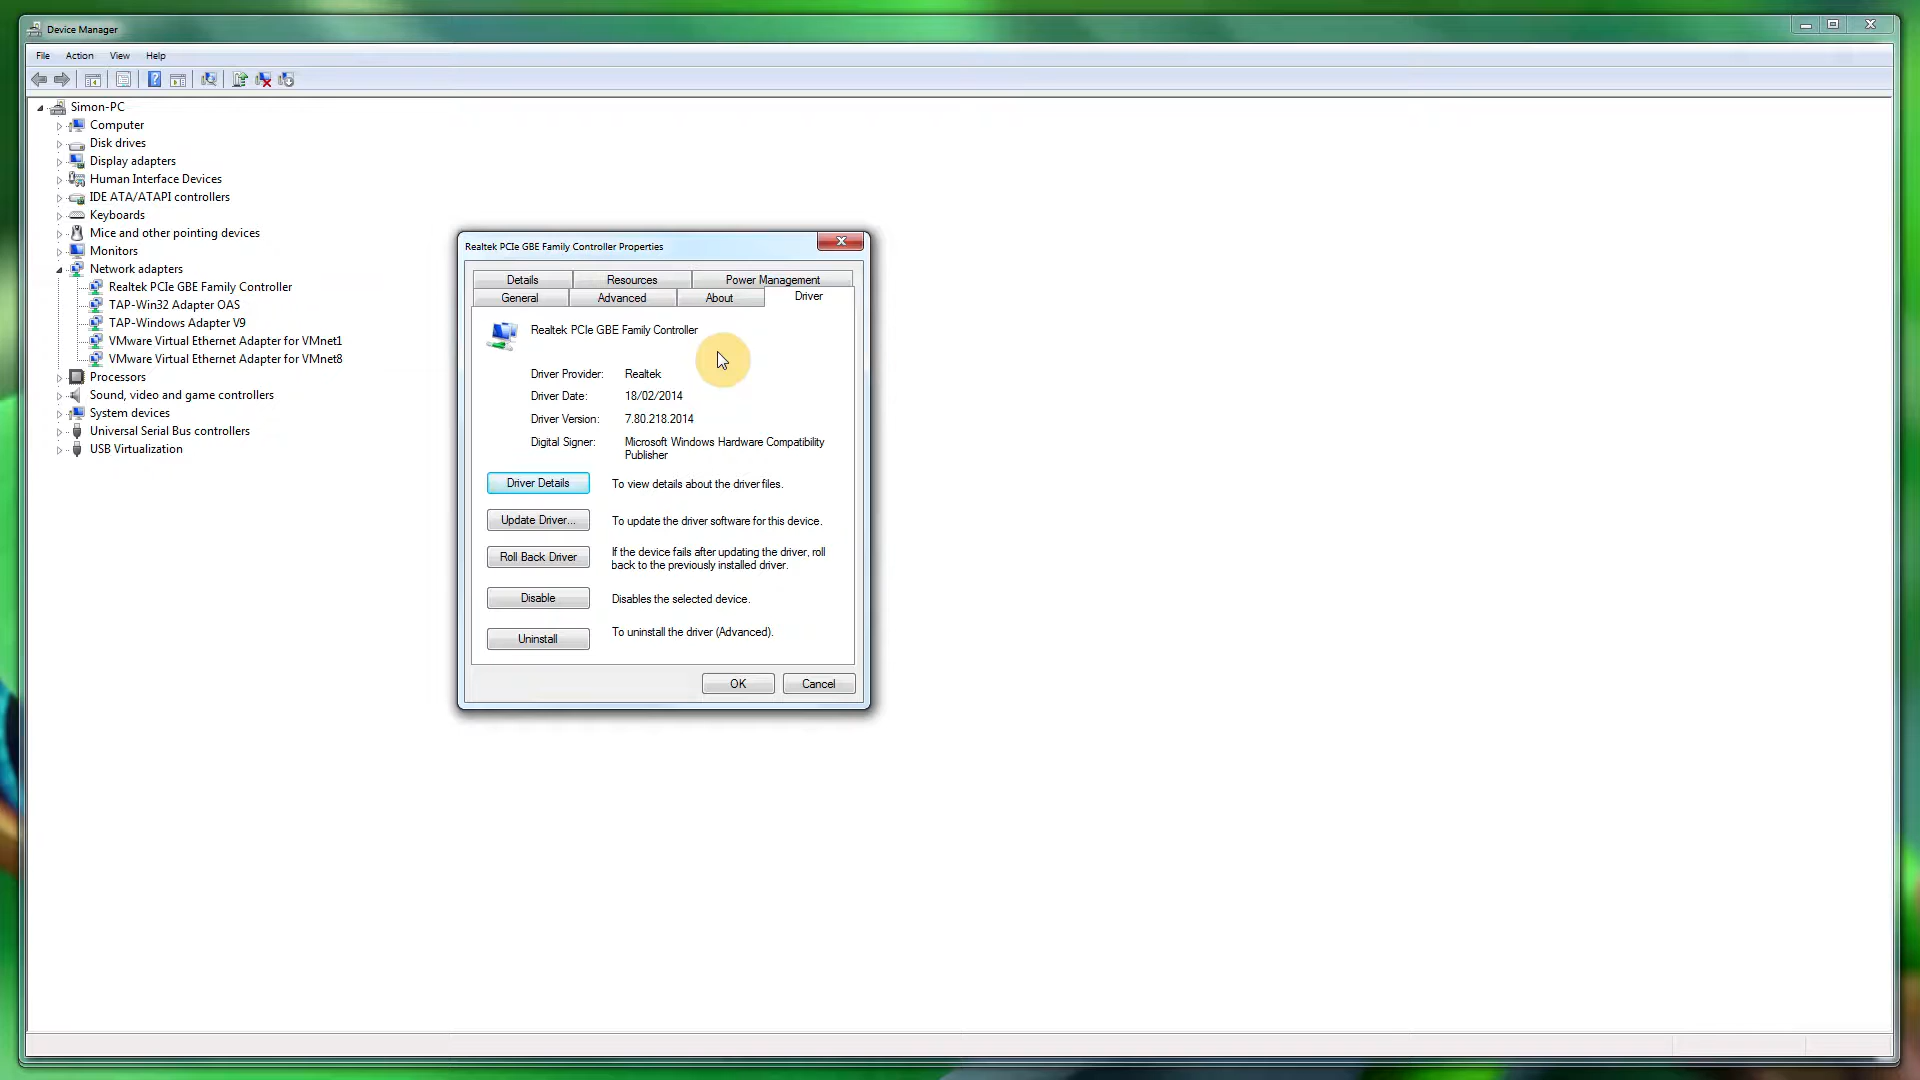 Device Manager
File Action View Help
Simon-PC
Computer
Disk drives
Display adapters
Human Interface Devices
IDE ATA/ATAPI controllers
Keyboards
Mice and other pointing devices
Monitors
Network adapters
Realtek PCIe GBE Family Controller
TAP-Win32 Adapter OAS
TAP-Windows Adapter V9
VMware Virtual Ethernet Adapter for VMnet1
VMware Virtual Ethernet Adapter for VMnet8
Processors
Sound, video and game controllers
System devices
Universal Serial Bus controllers
USB Virtualization
Realtek PCIe GBE Family Controller Properties
Details Resources Power Management
General Advanced About Driver
Realtek PCIe GBE Family Controller
Driver Provider: Realtek
Driver Date: 18/02/2014
Driver Version: 7.80.218.2014
Digital Signer: Microsoft Windows Hardware Compatibility
Publisher
Driver Details To view details about the driver files.
Update Driver... To update the driver software for this device.
Roll Back Driver If the device fails after updating the driver, roll
back to the previously installed driver.
Disable Disables the selected device.
Uninstall To uninstall the driver (Advanced).
OK Cancel